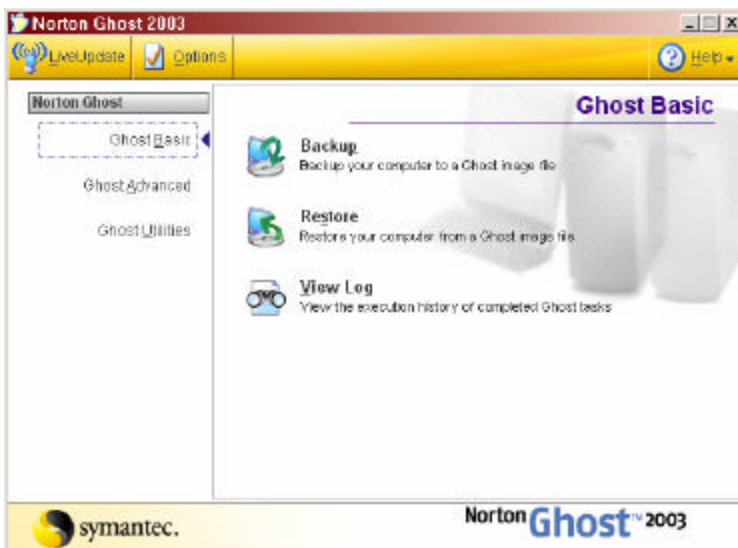 Norton Ghost 2003
LiveUpdate
Options
Help
Norton Ghost
Ghost Basic
Ghost Advanced
Ghost Utilities
Ghost Basic
Backup
Backup your computer to a Ghost image file
Restore
Restore your computer from a Ghost image file
View Log
View the execution history of completed Ghost tasks
symantec.
Norton Ghost™ 2003